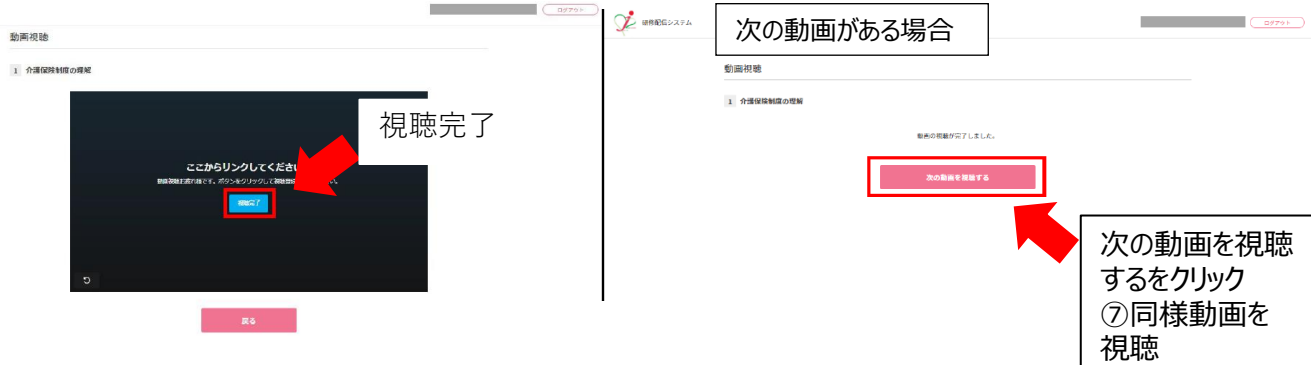 ログアウト
動画視聴
1 介護保険制度の理解
視聴完了
ここからリンクしてください
視聴完了
戻る
研修配信システム
次の動画がある場合
ログアウト
動画視聴
1 介護保険制度の理解
動画の視聴が完了しました。
次の動画を視聴する
次の動画を視聴
するをクリック
⑦同様動画を
視聴